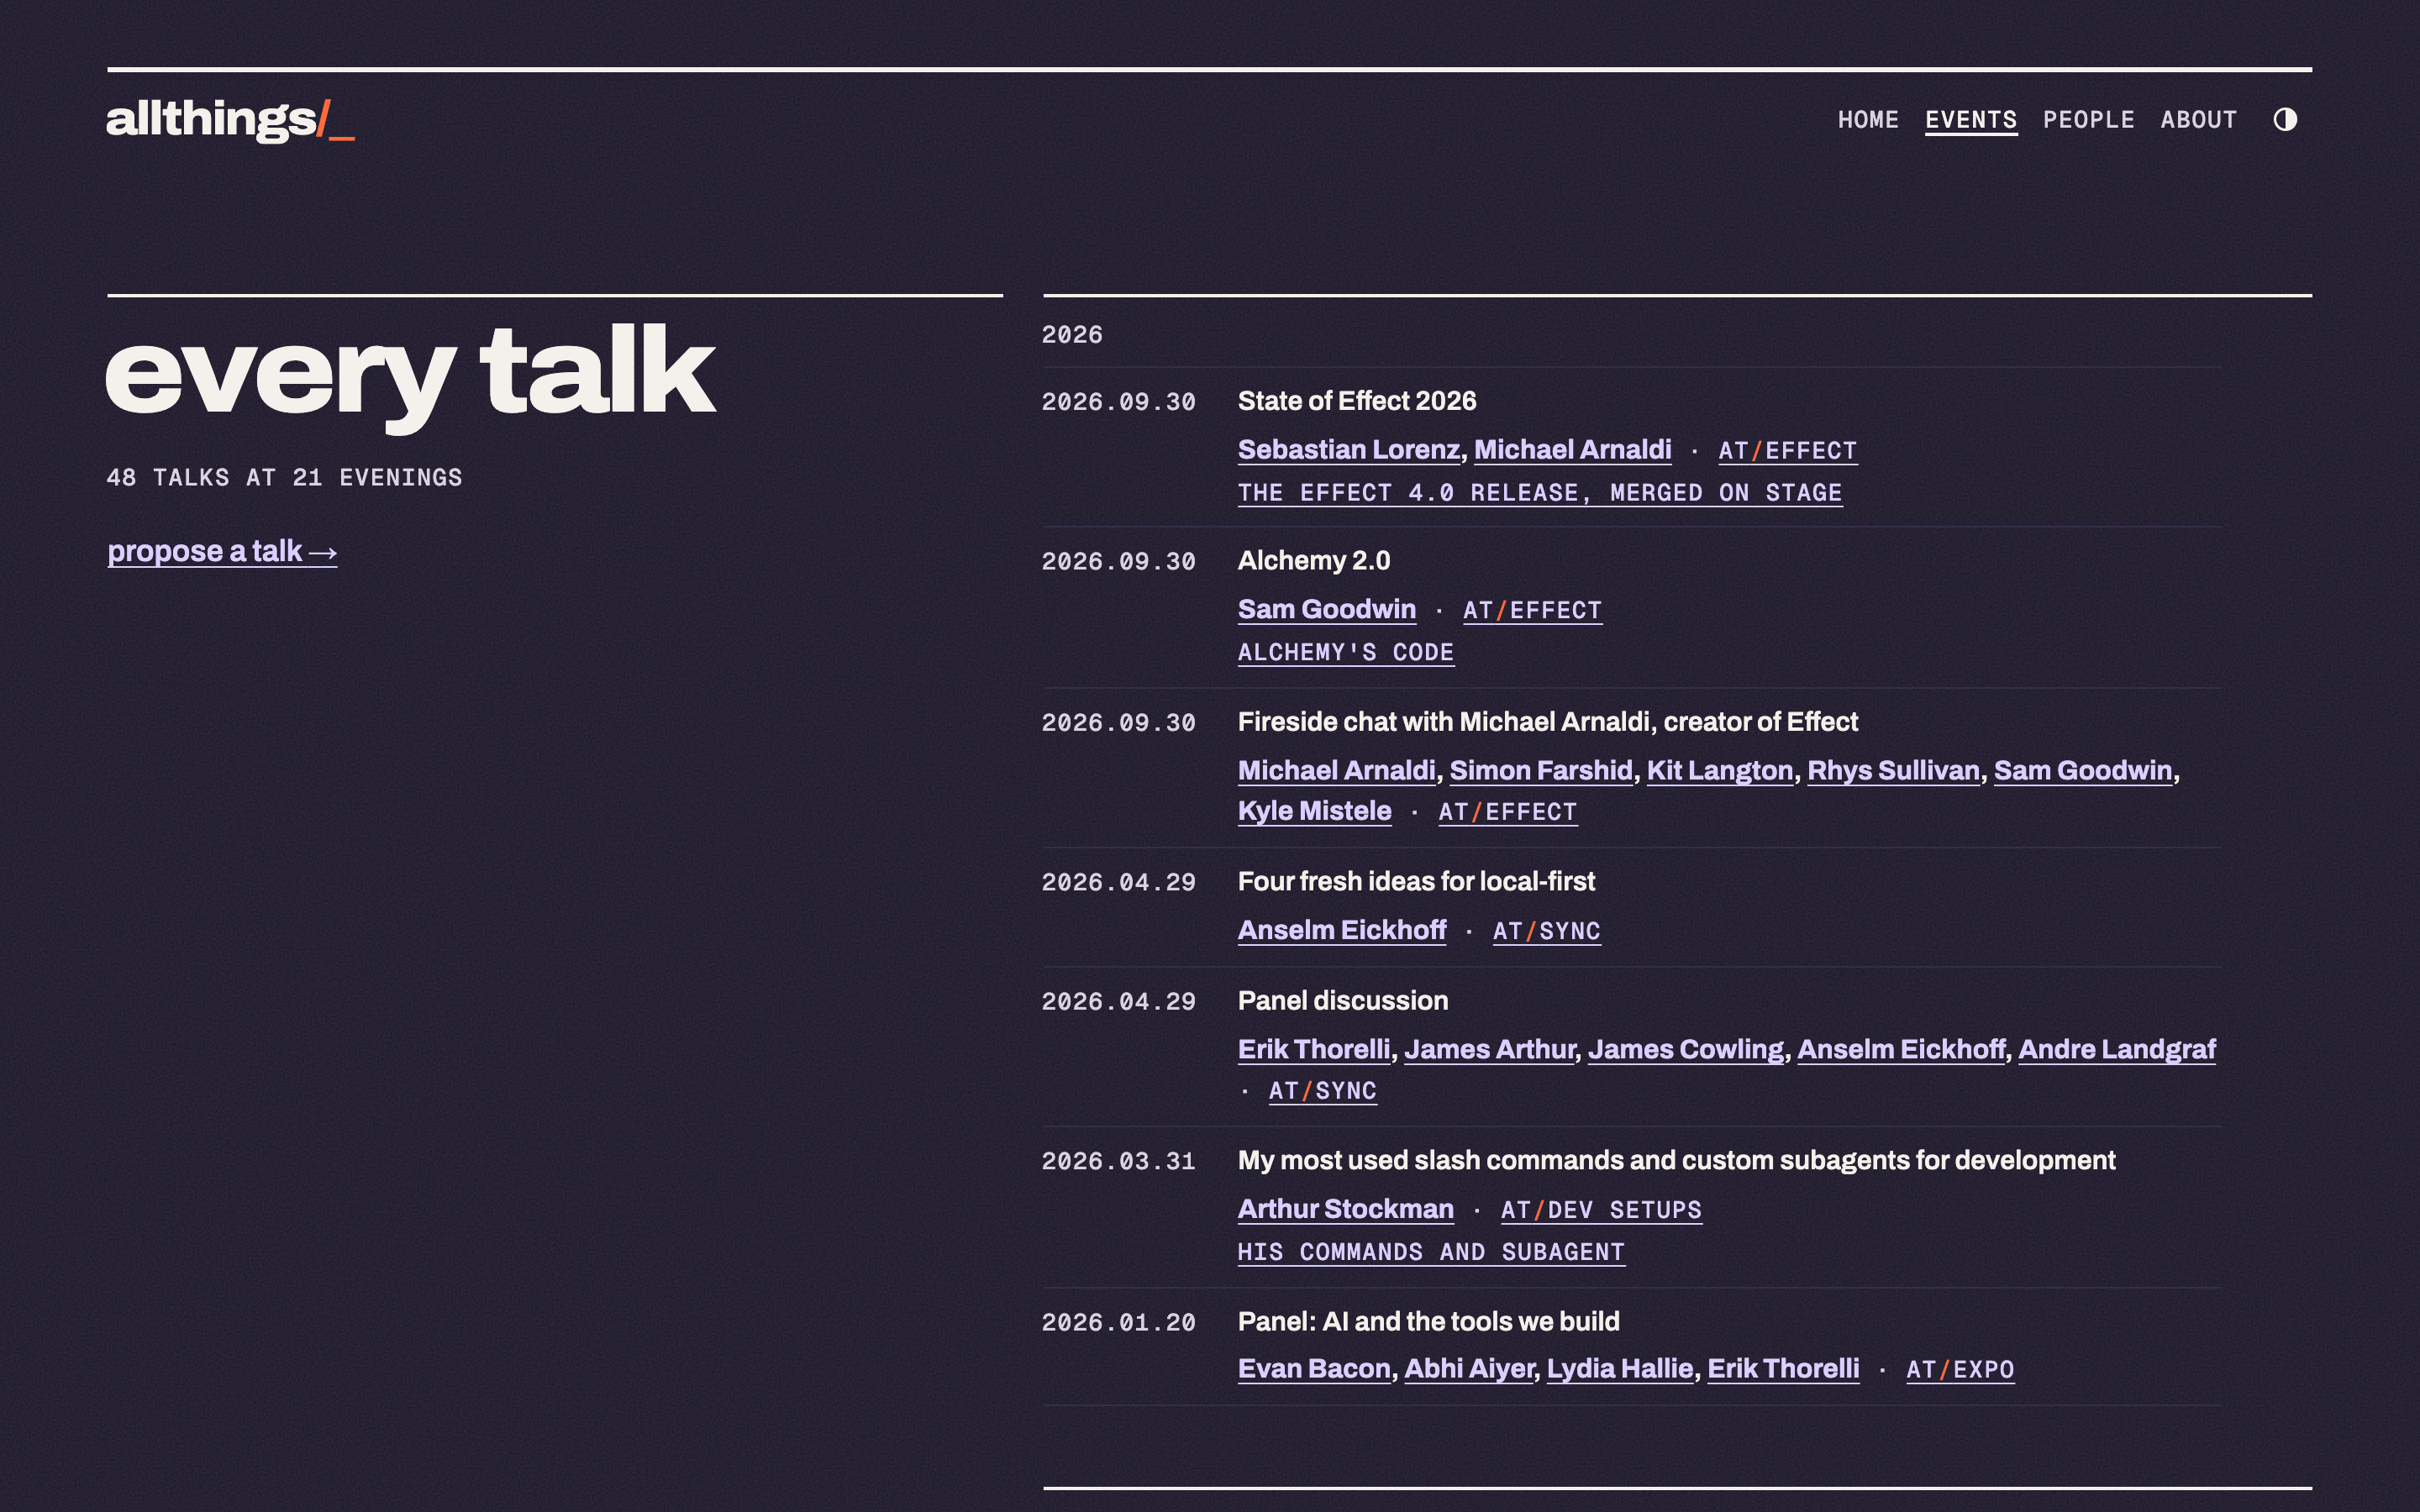 allthings/_
HOME EVENTS PEOPLE ABOUT
every talk
48 TALKS AT 21 EVENINGS
propose a talk →
2026
2026.09.30 State of Effect 2026
Sebastian Lorenz, Michael Arnaldi · AT/EFFECT
THE EFFECT 4.0 RELEASE, MERGED ON STAGE
2026.09.30 Alchemy 2.0
Sam Goodwin · AT/EFFECT
ALCHEMY'S CODE
2026.09.30 Fireside chat with Michael Arnaldi, creator of Effect
Michael Arnaldi, Simon Farshid, Kit Langton, Rhys Sullivan, Sam Goodwin,
Kyle Mistele · AT/EFFECT
2026.04.29 Four fresh ideas for local-first
Anselm Eickhoff · AT/SYNC
2026.04.29 Panel discussion
Erik Thorelli, James Arthur, James Cowling, Anselm Eickhoff, Andre Landgraf
· AT/SYNC
2026.03.31 My most used slash commands and custom subagents for development
Arthur Stockman · AT/DEV SETUPS
HIS COMMANDS AND SUBAGENT
2026.01.20 Panel: AI and the tools we build
Evan Bacon, Abhi Aiyer, Lydia Hallie, Erik Thorelli · AT/EXPO